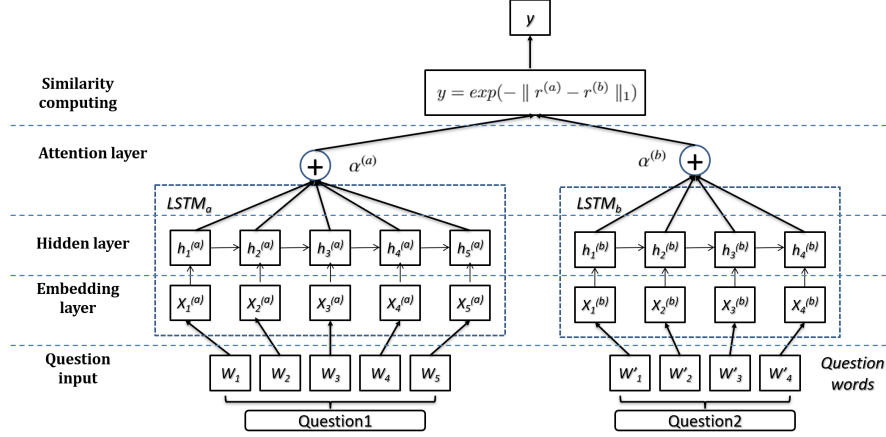 y
Similarity
computing
y = exp(− ‖ r^(a) − r^(b) ‖₁)
Attention layer
+ α^(a)
α^(b) +
LSTMₐ
LSTM_b
Hidden layer
h₁^(a) h₂^(a) h₃^(a) h₄^(a) h₅^(a)
h₁^(b) h₂^(b) h₃^(b) h₄^(b)
Embedding
layer
X₁^(a) X₂^(a) X₃^(a) X₄^(a) X₅^(a)
X₁^(b) X₂^(b) X₃^(b) X₄^(b)
Question
input
W₁ W₂ W₃ W₄ W₅
W'₁ W'₂ W'₃ W'₄
Question
words
Question1
Question2